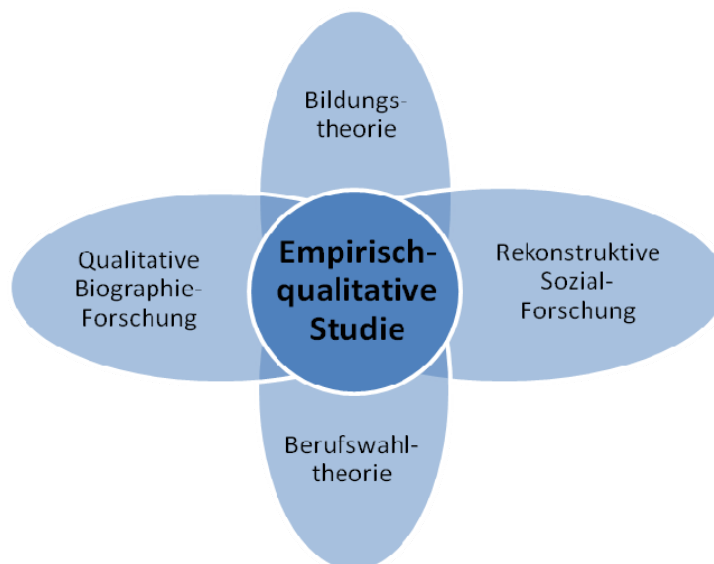 Bildungs-
theorie
Qualitative
Biographie-
Forschung
Empirisch-
qualitative
Studie
Rekonstruktive
Sozial-
Forschung
Berufswahl-
theorie